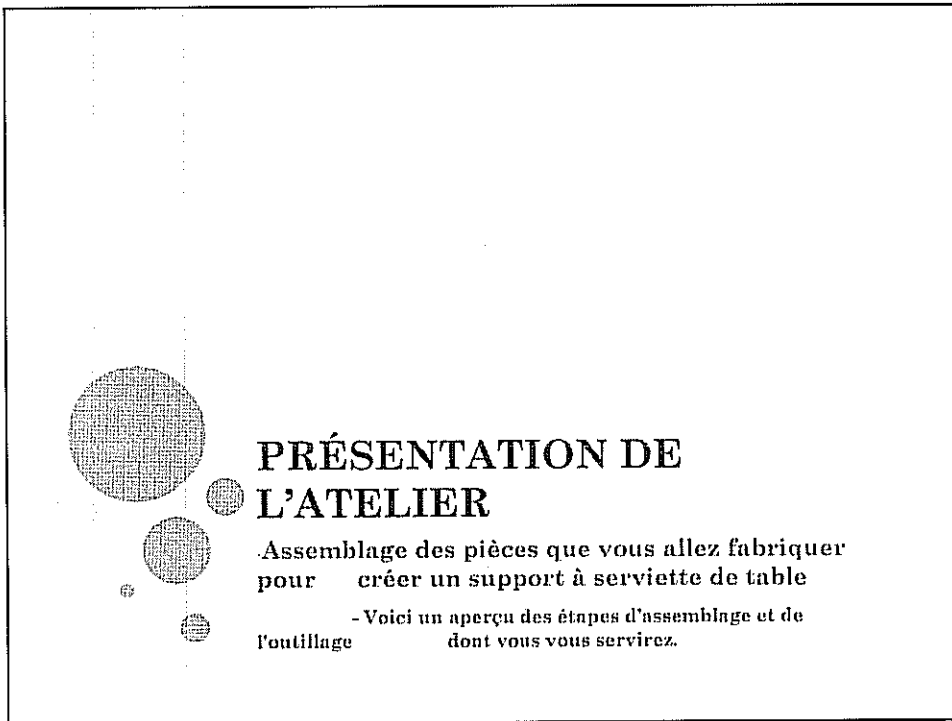 PRÉSENTATION DE
L'ATELIER
-Assemblage des pièces que vous allez fabriquer
pour créer un support à serviette de table
- Voici un aperçu des étapes d'assemblage et de
l'outillage dont vous vous servirez.